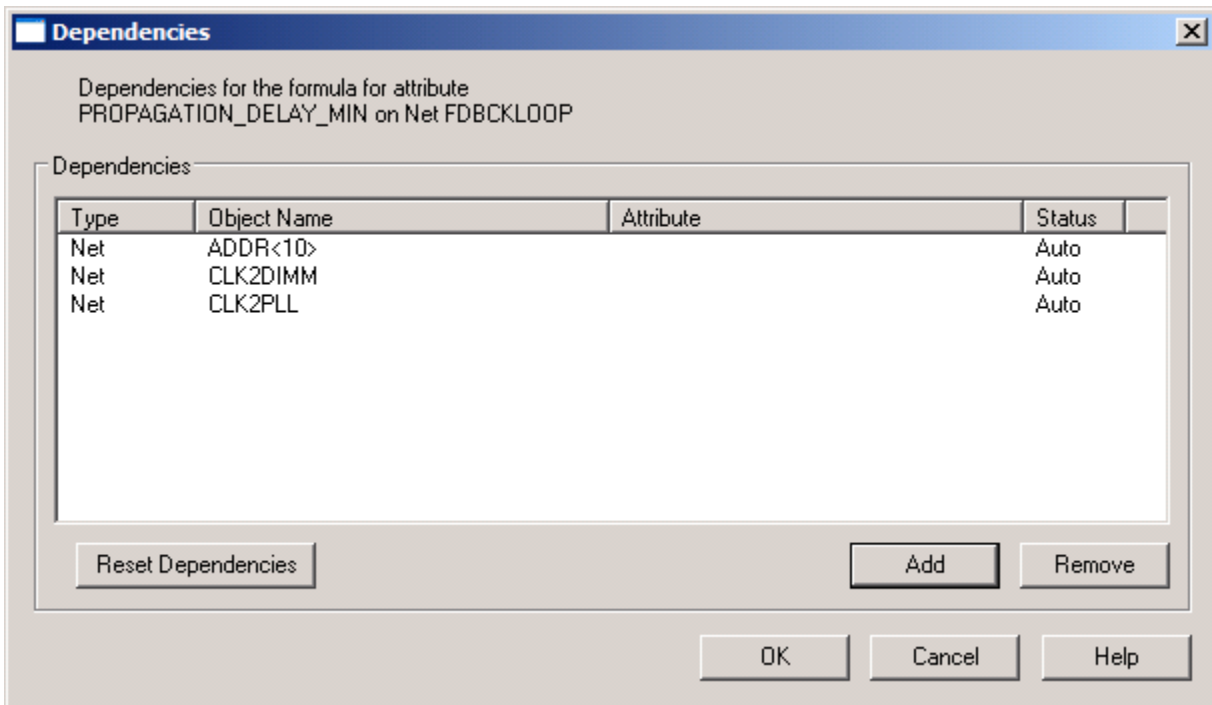 Dependencies
Dependencies for the formula for attribute
PROPAGATION_DELAY_MIN on Net FDBCKLOOP
Dependencies
Type Object Name Attribute Status
Net ADDR<10> Auto
Net CLK2DIMM Auto
Net CLK2PLL Auto
Reset Dependencies Add Remove
OK Cancel Help